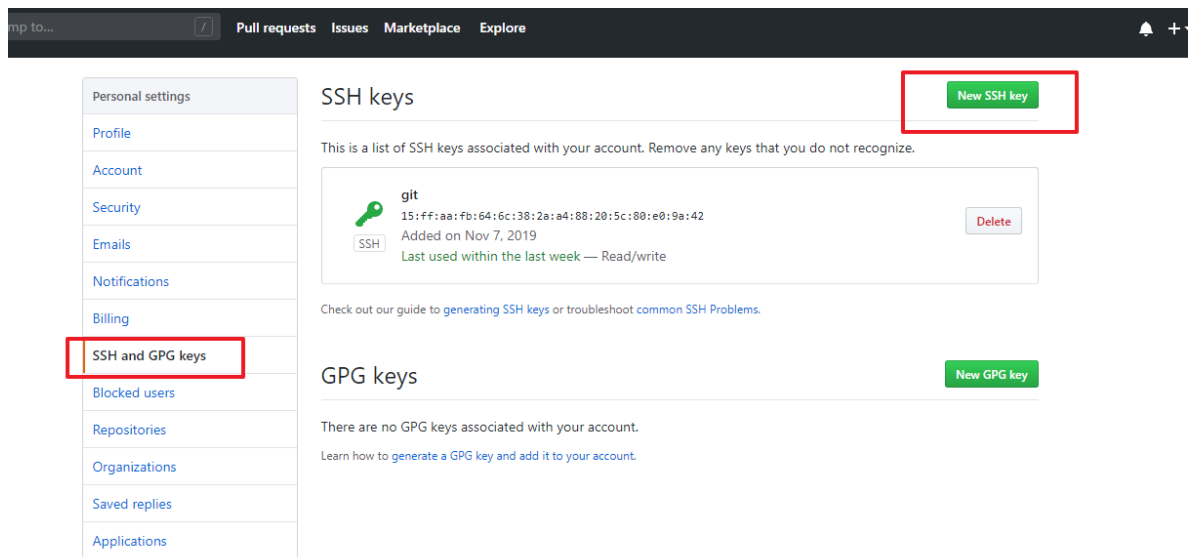 mp to... /
Pull requests Issues Marketplace Explore
Personal settings
Profile
Account
Security
Emails
Notifications
Billing
SSH and GPG keys
Blocked users
Repositories
Organizations
Saved replies
Applications
SSH keys
New SSH key
This is a list of SSH keys associated with your account. Remove any keys that you do not recognize.
git
15:ff:aa:fb:64:6c:38:2a:a4:88:20:5c:80:e0:9a:42
Added on Nov 7, 2019
Last used within the last week — Read/write
SSH
Delete
Check out our guide to generating SSH keys or troubleshoot common SSH Problems.
GPG keys
New GPG key
There are no GPG keys associated with your account.
Learn how to generate a GPG key and add it to your account.